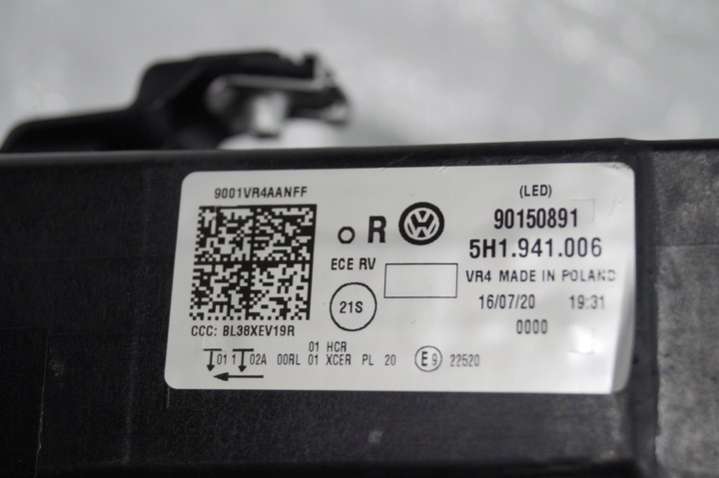 9001VR4AANFF
(LED)
R
90150891
5H1.941.006
ECE RV
VR4 MADE IN POLAND
21S
16/07/20 19:31
0000
CCC: BL38XEV19R
01 HCR
01 1 02A 00RL 01 XCER PL 20 E9 22520